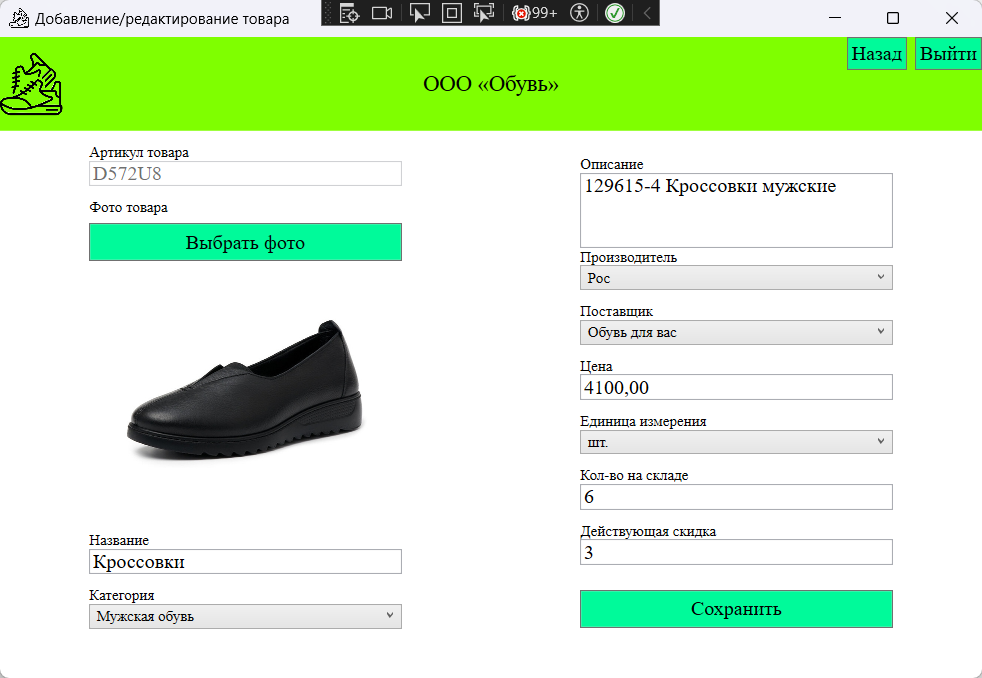 Добавление/редактирование товара
99+
Назад
Выйти
ООО «Обувь»
Артикул товара
D572U8
Фото товара
Выбрать фото
Название
Кроссовки
Категория
Мужская обувь
Описание
129615-4 Кроссовки мужские
Производитель
Рос
Поставщик
Обувь для вас
Цена
4100,00
Единица измерения
шт.
Кол-во на складе
6
Действующая скидка
3
Сохранить